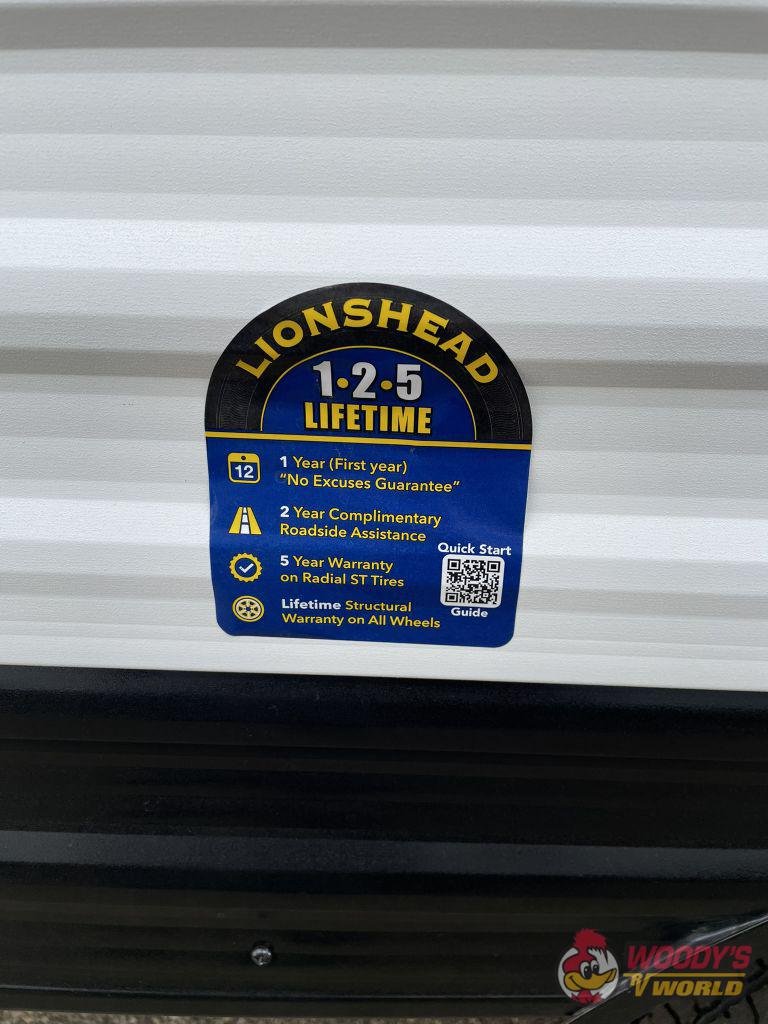 LIONSHEAD
1•2•5
LIFETIME
12
1 Year (First year)
"No Excuses Guarantee"
2 Year Complimentary
Roadside Assistance
5 Year Warranty
on Radial ST Tires
Quick Start
Guide
Lifetime Structural
Warranty on All Wheels
WOODY'S
RV WORLD